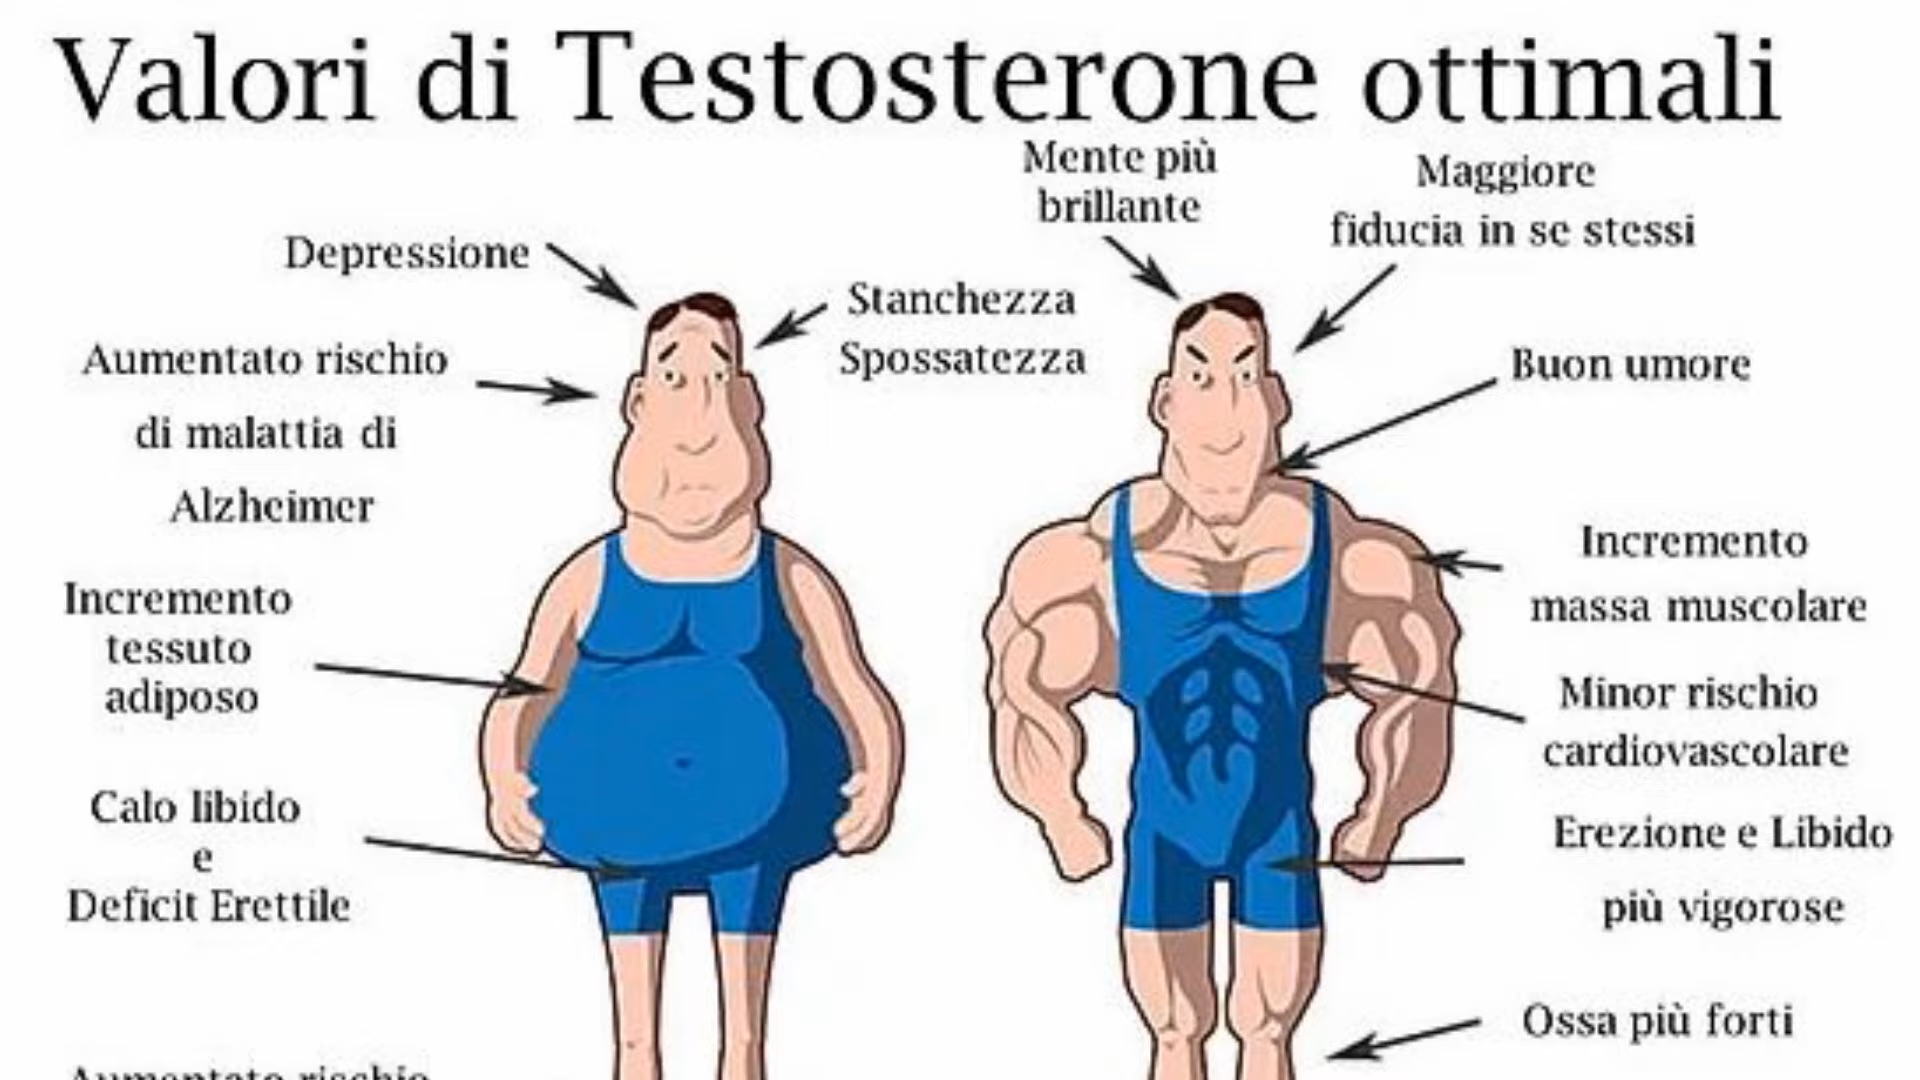 Valori di Testosterone ottimali
Mente più
brillante
Maggiore
fiducia in se stessi
Depressione
Stanchezza
Spossatezza
Aumentato rischio
di malattia di
Alzheimer
Buon umore
Incremento
tessuto
adiposo
Incremento
massa muscolare
Minor rischio
cardiovascolare
Calo libido
e
Deficit Erettile
Erezione e Libido
più vigorose
Ossa più forti
Aumentato rischio